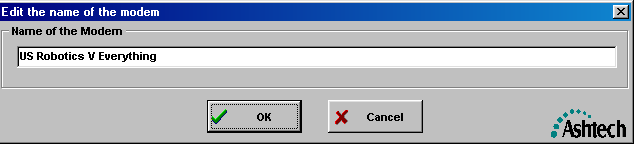 Edit the name of the modem
Name of the Modem
US Robotics V Everything
OK
Cancel
Ashtech